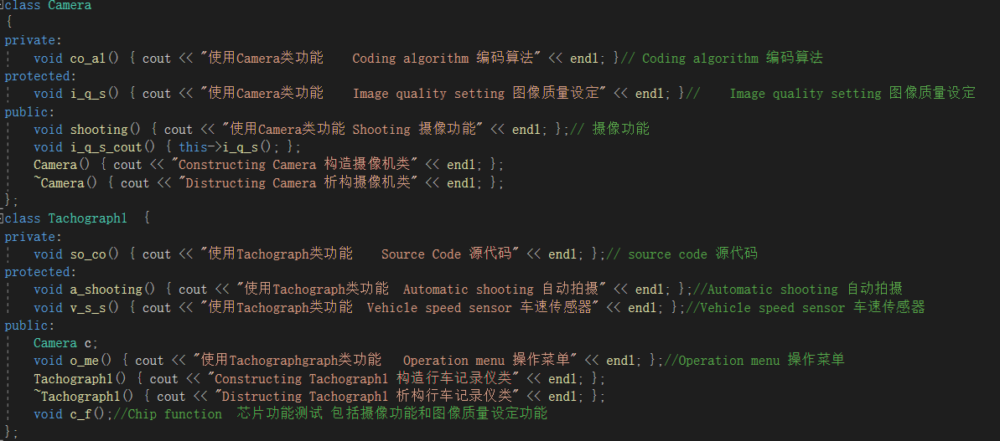 class Camera
{
private:
    void co_al() { cout << "使用Camera类功能    Coding algorithm 编码算法" << endl; }// Coding algorithm 编码算法
protected:
    void i_q_s() { cout << "使用Camera类功能    Image quality setting 图像质量设定" << endl; }//    Image quality setting 图像质量设定
public:
    void shooting() { cout << "使用Camera类功能 Shooting 摄像功能" << endl; };// 摄像功能
    void i_q_s_cout() { this->i_q_s(); };
    Camera() { cout << "Constructing Camera 构造摄像机类" << endl; };
    ~Camera() { cout << "Distructing Camera 析构摄像机类" << endl; };
};
class Tachograph1  {
private:
    void so_co() { cout << "使用Tachograph类功能    Source Code 源代码" << endl; };// source code 源代码
protected:
    void a_shooting() { cout << "使用Tachograph类功能  Automatic shooting 自动拍摄" << endl; };//Automatic shooting 自动拍摄
    void v_s_s() { cout << "使用Tachograph类功能  Vehicle speed sensor 车速传感器" << endl; };//Vehicle speed sensor 车速传感器
public:
    Camera c;
    void o_me() { cout << "使用Tachographgraph类功能   Operation menu 操作菜单" << endl; };//Operation menu 操作菜单
    Tachograph1() { cout << "Constructing Tachograph1 构造行车记录仪类" << endl; };
    ~Tachograph1() { cout << "Distructing Tachograph1 析构行车记录仪类" << endl; };
    void c_f();//Chip function  芯片功能测试 包括摄像功能和图像质量设定功能
};